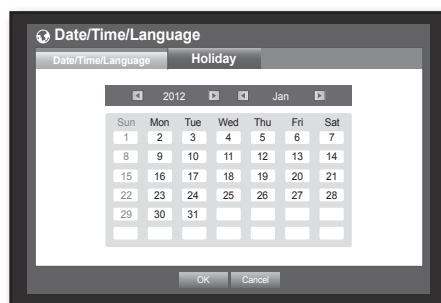 Date/Time/Language
Date/Time/Language Holiday
2012 Jan
Sun Mon Tue Wed Thu Fri Sat
1 2 3 4 5 6 7
8 9 10 11 12 13 14
15 16 17 18 19 20 21
22 23 24 25 26 27 28
29 30 31
OK Cancel